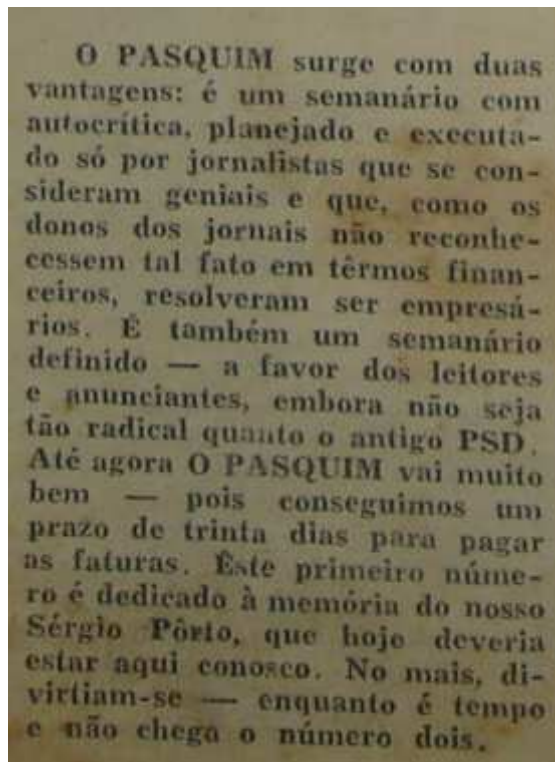 O PASQUIM surge com duas
vantagens: é um semanário com
autocrítica, planejado e executa-
do só por jornalistas que se con-
sideram geniais e que, como os
donos dos jornais não reconhe-
cessem tal fato em têrmos finan-
ceiros, resolveram ser empresá-
rios. É também um semanário
definido — a favor dos leitores
e anunciantes, embora não seja
tão radical quanto o antigo PSD.
Até agora O PASQUIM vai muito
bem — pois conseguimos um
prazo de trinta dias para pagar
as faturas. Êste primeiro núme-
ro é dedicado à memória do nosso
Sérgio Pôrto, que hoje deveria
estar aqui conosco. No mais, di-
virtiam-se — enquanto é tempo
e não chega o número dois.